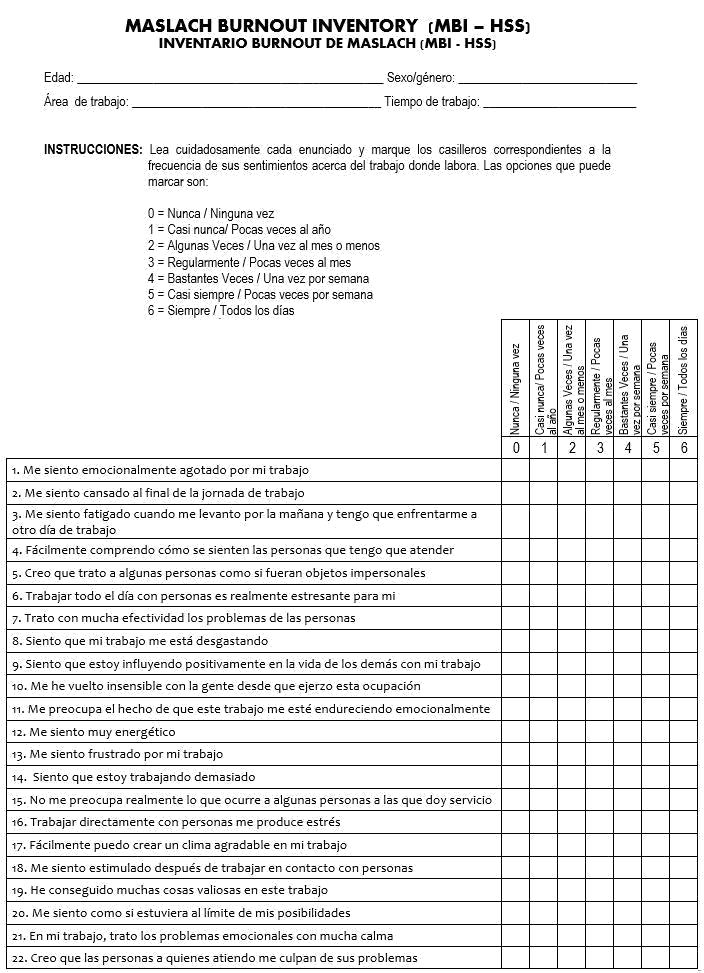 MASLACH BURNOUT INVENTORY (MBI – HSS)
INVENTARIO BURNOUT DE MASLACH (MBI - HSS)
Edad: ______________________________________________ Sexo/género: ___________________________
Área de trabajo: ______________________________________ Tiempo de trabajo: _______________________
INSTRUCCIONES: Lea cuidadosamente cada enunciado y marque los casilleros correspondientes a la
frecuencia de sus sentimientos acerca del trabajo donde labora. Las opciones que puede
marcar son:
0 = Nunca / Ninguna vez
1 = Casi nunca/ Pocas veces al año
2 = Algunas Veces / Una vez al mes o menos
3 = Regularmente / Pocas veces al mes
4 = Bastantes Veces / Una vez por semana
5 = Casi siempre / Pocas veces por semana
6 = Siempre / Todos los días
Nunca / Ninguna vez
Casi nunca/ Pocas veces
al año
Algunas Veces / Una vez
al mes o menos
Regularmente / Pocas
veces al mes
Bastantes Veces / Una
vez por semana
Casi siempre / Pocas
veces por semana
Siempre / Todos los días
0 1 2 3 4 5 6
1. Me siento emocionalmente agotado por mi trabajo
2. Me siento cansado al final de la jornada de trabajo
3. Me siento fatigado cuando me levanto por la mañana y tengo que enfrentarme a
otro día de trabajo
4. Fácilmente comprendo cómo se sienten las personas que tengo que atender
5. Creo que trato a algunas personas como si fueran objetos impersonales
6. Trabajar todo el día con personas es realmente estresante para mi
7. Trato con mucha efectividad los problemas de las personas
8. Siento que mi trabajo me está desgastando
9. Siento que estoy influyendo positivamente en la vida de los demás con mi trabajo
10. Me he vuelto insensible con la gente desde que ejerzo esta ocupación
11. Me preocupa el hecho de que este trabajo me esté endureciendo emocionalmente
12. Me siento muy energético
13. Me siento frustrado por mi trabajo
14. Siento que estoy trabajando demasiado
15. No me preocupa realmente lo que ocurre a algunas personas a las que doy servicio
16. Trabajar directamente con personas me produce estrés
17. Fácilmente puedo crear un clima agradable en mi trabajo
18. Me siento estimulado después de trabajar en contacto con personas
19. He conseguido muchas cosas valiosas en este trabajo
20. Me siento como si estuviera al límite de mis posibilidades
21. En mi trabajo, trato los problemas emocionales con mucha calma
22. Creo que las personas a quienes atiendo me culpan de sus problemas